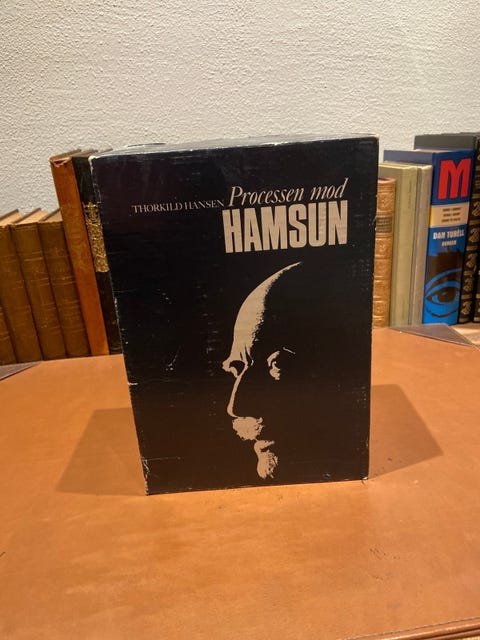 THORKILD HANSEN Processen mod
HAMSUN
M
DAN TURÈLL